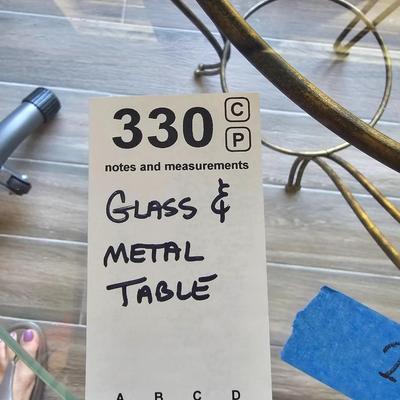 330 C
P
notes and measurements
GLASS &
METAL
TABLE
A B C D